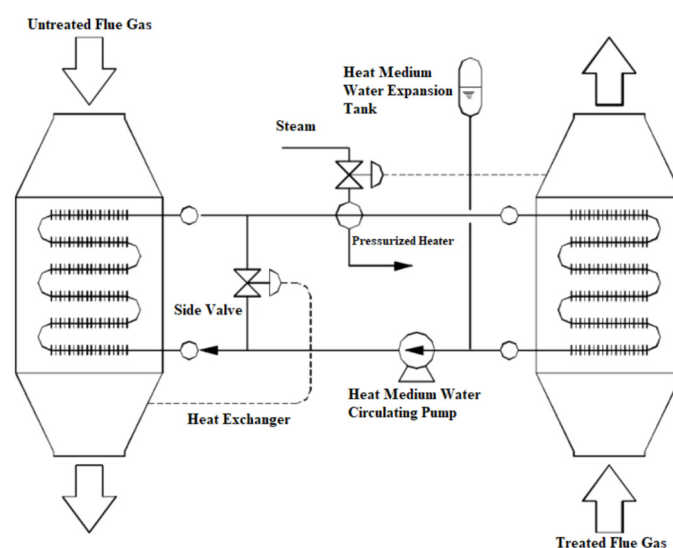 Untreated Flue Gas
Heat Medium
Water Expansion
Tank
Steam
Pressurized Heater
Side Valve
Heat Medium Water
Circulating Pump
Heat Exchanger
Treated Flue Gas